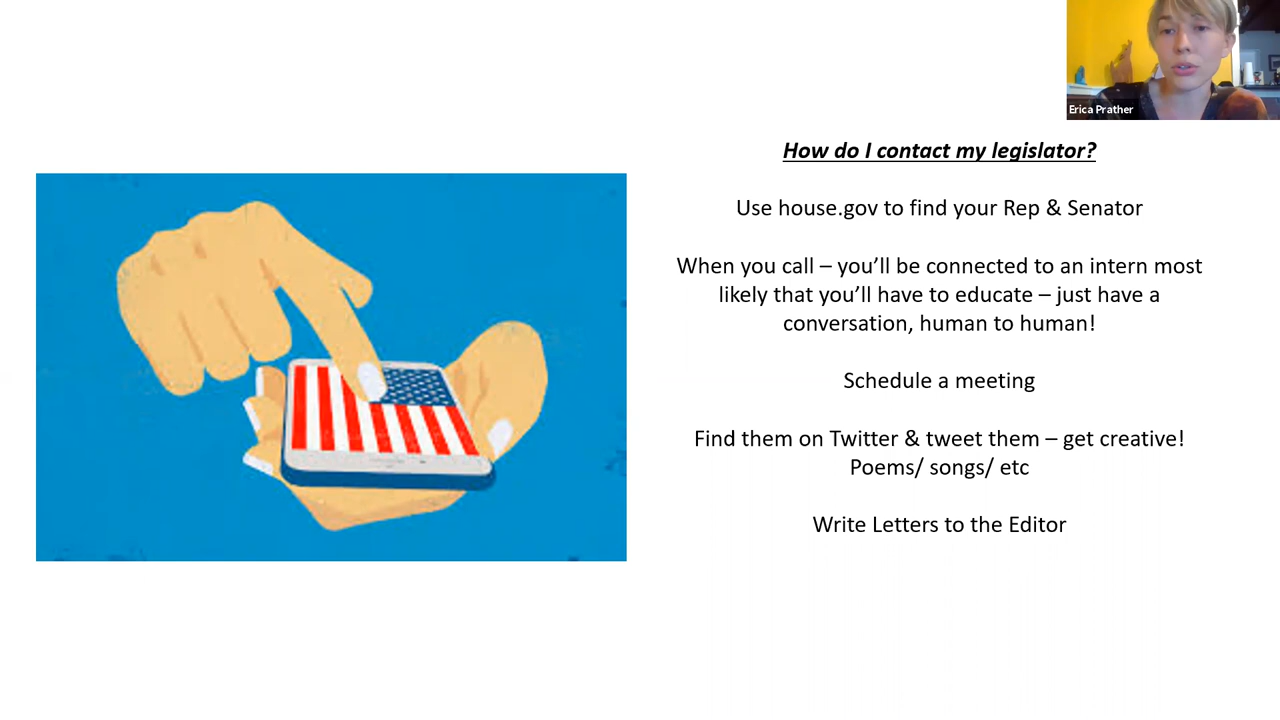 Erica Prather
How do I contact my legislator?
Use house.gov to find your Rep & Senator
When you call – you’ll be connected to an intern most
likely that you’ll have to educate – just have a
conversation, human to human!
Schedule a meeting
Find them on Twitter & tweet them – get creative!
Poems/ songs/ etc
Write Letters to the Editor